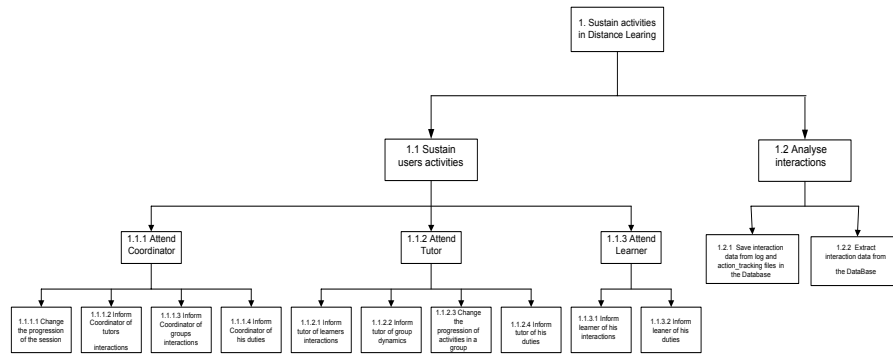 1. Sustain activities
in Distance Learing
1.1 Sustain
users activities
1.2 Analyse
interactions
1.1.1 Attend
Coordinator
1.1.2 Attend
Tutor
1.1.3 Attend
Learner
1.2.1 Save interaction
data from log and
action_tracking files in
the Database
1.2.2 Extract
interaction data from
the DataBase
1.1.1.1 Change
the progression
of the session
1.1.1.2 Inform
Coordinator of
tutors
interactions
1.1.1.3 Inform
Coordinator of
groups
interactions
1.1.1.4 Inform
Coordinator of
his duties
1.1.2.1 Inform
tutor of learners
interactions
1.1.2.2 Inform
tutor of group
dynamics
1.1.2.3 Change
the
progression of
activities in a
group
1.1.2.4 Inform
tutor of his
duties
1.1.3.1 Inform
learner of his
interactions
1.1.3.2 Inform
leaner of his
duties